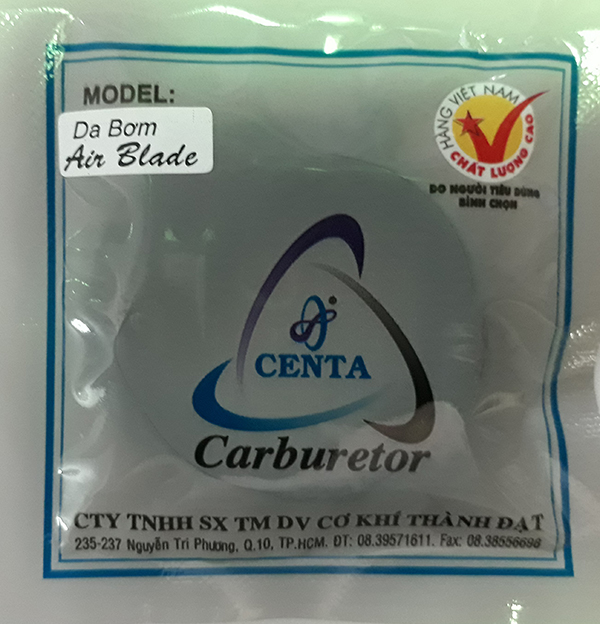 MODEL:
Da Bơm
Air Blade
HÀNG VIỆT NAM
CHẤT LƯỢNG CAO
DO NGƯỜI TIÊU DÙNG
BÌNH CHỌN
CENTA
Carburetor
CTY TNHH SX TM DV CƠ KHÍ THÀNH ĐẠT
235-237 Nguyễn Tri Phương, Q.10, TP.HCM. ĐT: 08.39571611. Fax: 08.38556698